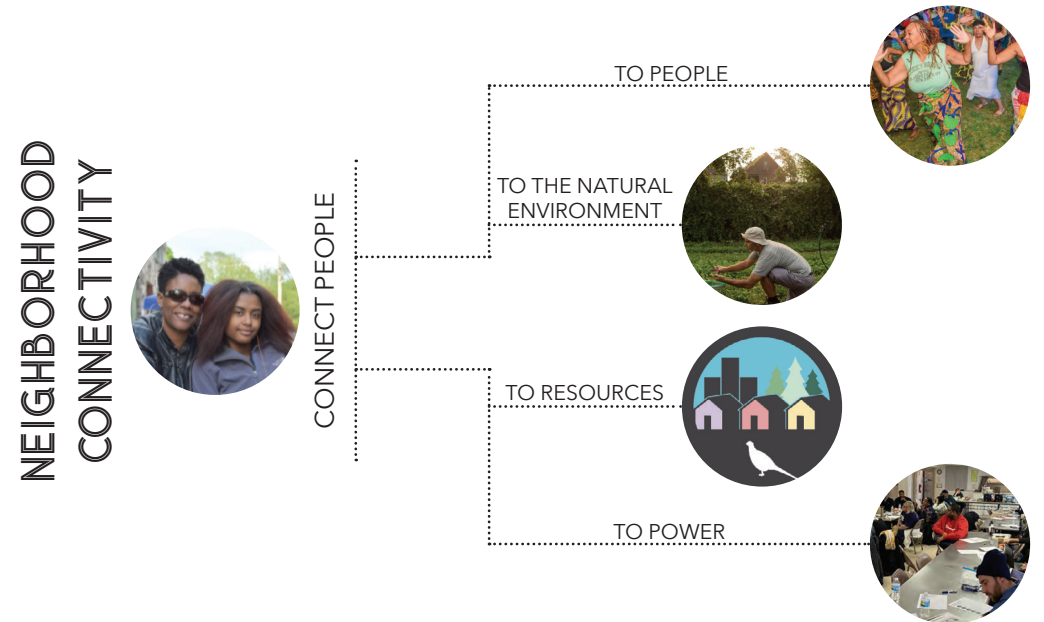 NEIGHBORHOOD
CONNECTIVITY
CONNECT PEOPLE
TO PEOPLE
TO THE NATURAL
ENVIRONMENT
TO RESOURCES
TO POWER